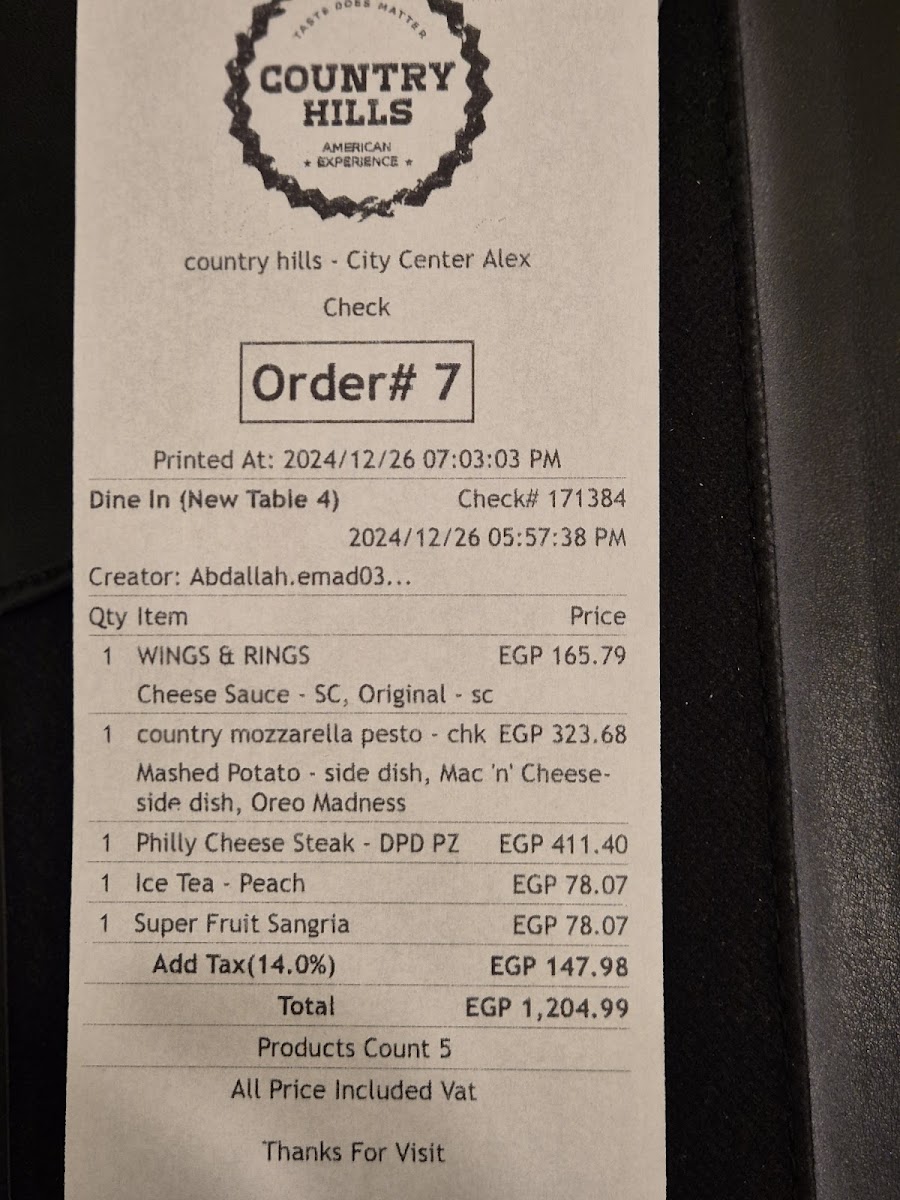 TASTE DOES MATTER
COUNTRY
HILLS
AMERICAN
★ EXPERIENCE ★
country hills - City Center Alex
Check
Order# 7
Printed At: 2024/12/26 07:03:03 PM
Dine In (New Table 4) Check# 171384
2024/12/26 05:57:38 PM
Creator: Abdallah.emad03...
Qty Item Price
1 WINGS & RINGS EGP 165.79
Cheese Sauce - SC, Original - sc
1 country mozzarella pesto - chk EGP 323.68
Mashed Potato - side dish, Mac 'n' Cheese-
side dish, Oreo Madness
1 Philly Cheese Steak - DPD PZ EGP 411.40
1 Ice Tea - Peach EGP 78.07
1 Super Fruit Sangria EGP 78.07
Add Tax(14.0%) EGP 147.98
Total EGP 1,204.99
Products Count 5
All Price Included Vat
Thanks For Visit